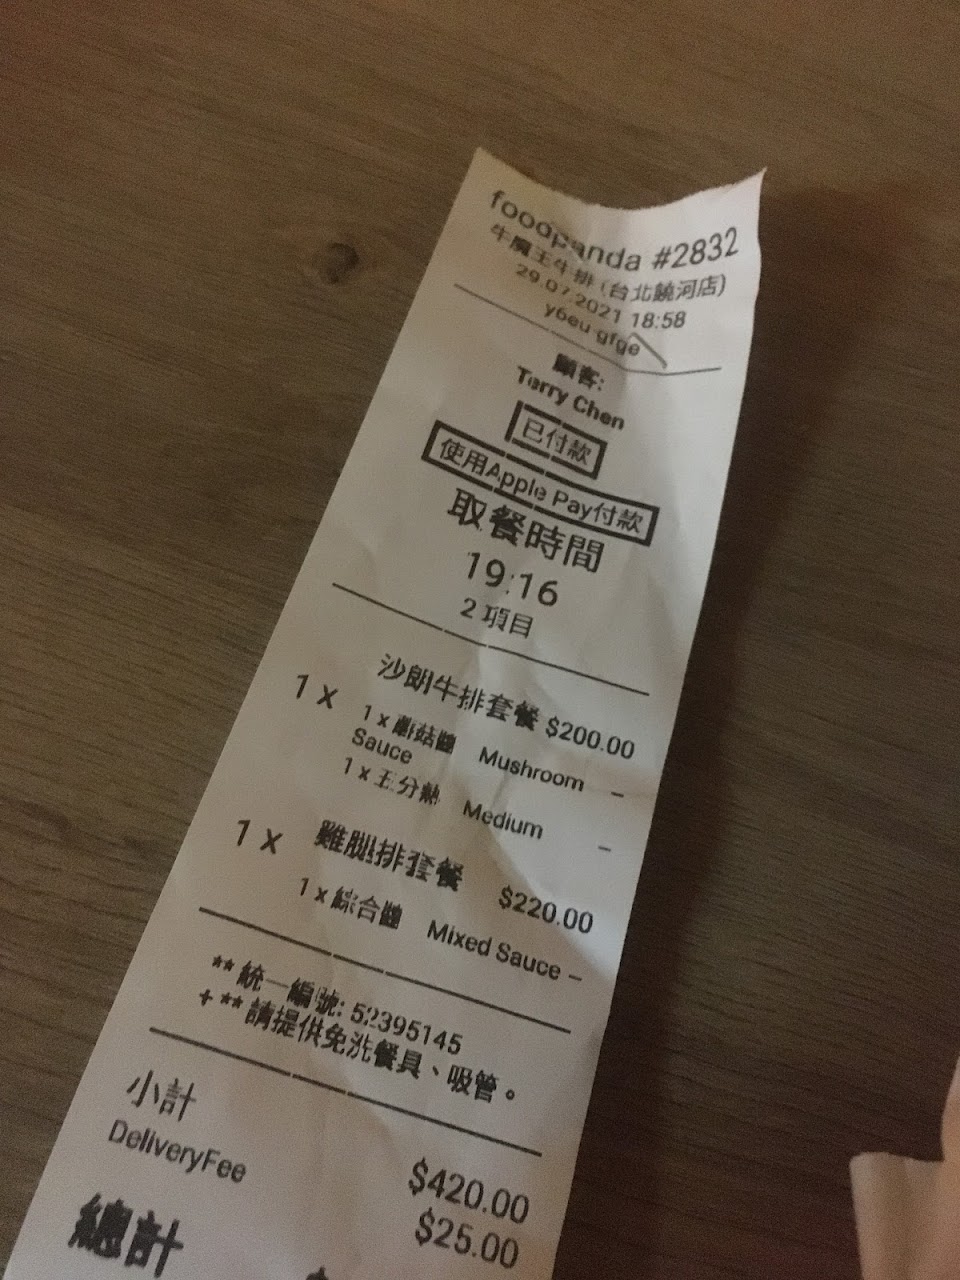 foodpanda #2832
牛魔王牛排 (台北饒河店)
29.07.2021 18:58
y6eu-gfge
顧客:
Terry Chen
已付款
使用Apple Pay付款
取餐時間
19:16
2 項目
1 x 沙朗牛排套餐 $200.00
1 x 蘑菇醬 Mushroom –
Sauce
1 x 五分熟 Medium –
1 x 雞腿排套餐 $220.00
1 x 綜合醬 Mixed Sauce –
** 統一編號: 52395145
+ ** 請提供免洗餐具、吸管。
小計 $420.00
DeliveryFee $25.00
總計